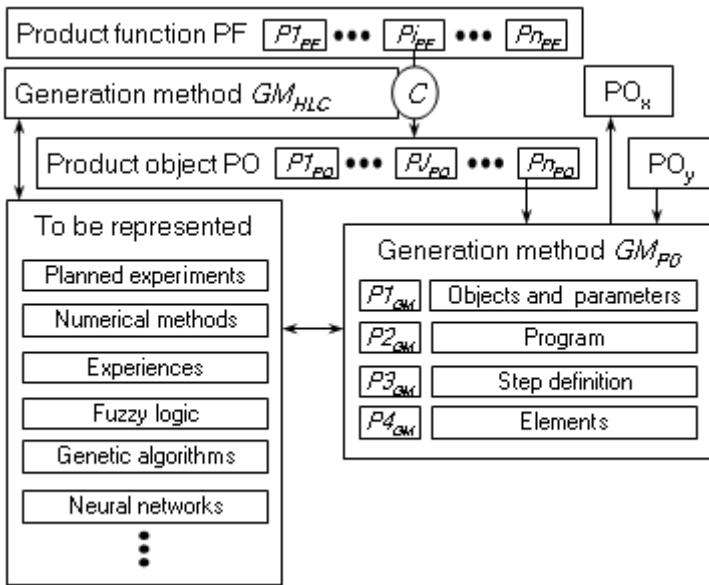 Product function PF P1PF ••• PiPF ••• PnPF
Generation method GMHLC C POx
Product object PO P1PO ••• PJPO ••• PnPO POy
To be represented
Planned experiments
Numerical methods
Experiences
Fuzzy logic
Genetic algorithms
Neural networks
Generation method GMPO
P1GM Objects and parameters
P2GM Program
P3GM Step definition
P4GM Elements